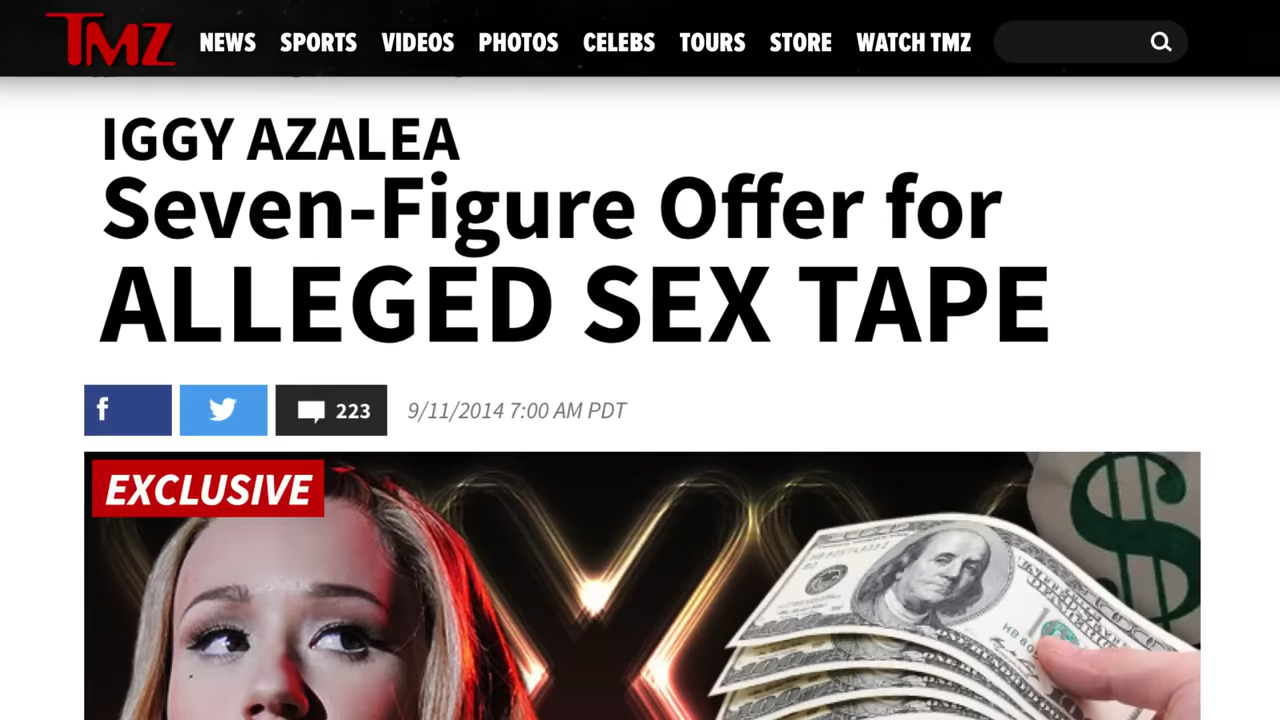 TMZ NEWS SPORTS VIDEOS PHOTOS CELEBS TOURS STORE WATCH TMZ
IGGY AZALEA
Seven-Figure Offer for
ALLEGED SEX TAPE
f 223 9/11/2014 7:00 AM PDT
EXCLUSIVE
$